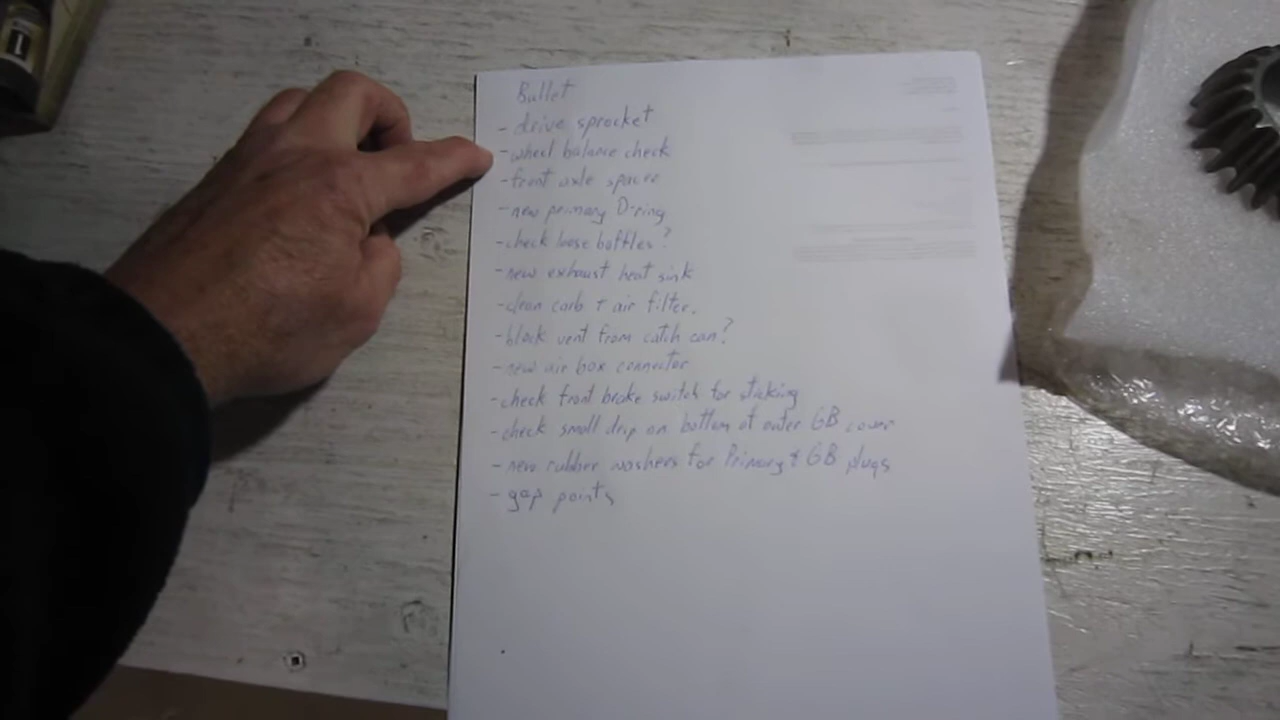 Bullet
- drive sprocket
- wheel balance check
- front axle spacer
- new primary O-ring
- check loose baffles?
- new exhaust heat sink
- clean carb + air filter.
- block vent from catch can?
- new air box connector
- check front brake switch for sticking
- check small drip on bottom of outer GB cover
- new rubber washers for Primary & GB plugs
- gap points